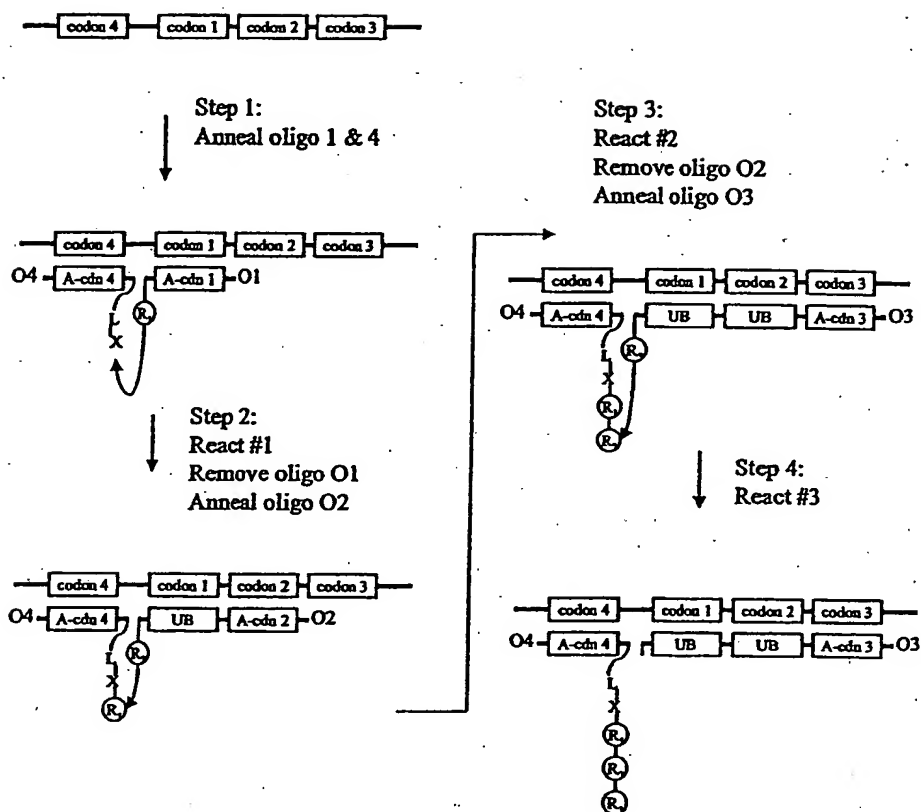 codon 4 codon 1 codon 2 codon 3
Step 1:
Anneal oligo 1 & 4
codon 4 codon 1 codon 2 codon 3
O4 A-cdn 4 A-cdn 1 O1
L
X
Step 2:
React #1
Remove oligo O1
Anneal oligo O2
codon 4 codon 1 codon 2 codon 3
O4 A-cdn 4 UB A-cdn 2 O2
L
X
Step 3:
React #2
Remove oligo O2
Anneal oligo O3
codon 4 codon 1 codon 2 codon 3
O4 A-cdn 4 UB UB A-cdn 3 O3
L
X
Step 4:
React #3
codon 4 codon 1 codon 2 codon 3
O4 A-cdn 4 UB UB A-cdn 3 O3
L
X